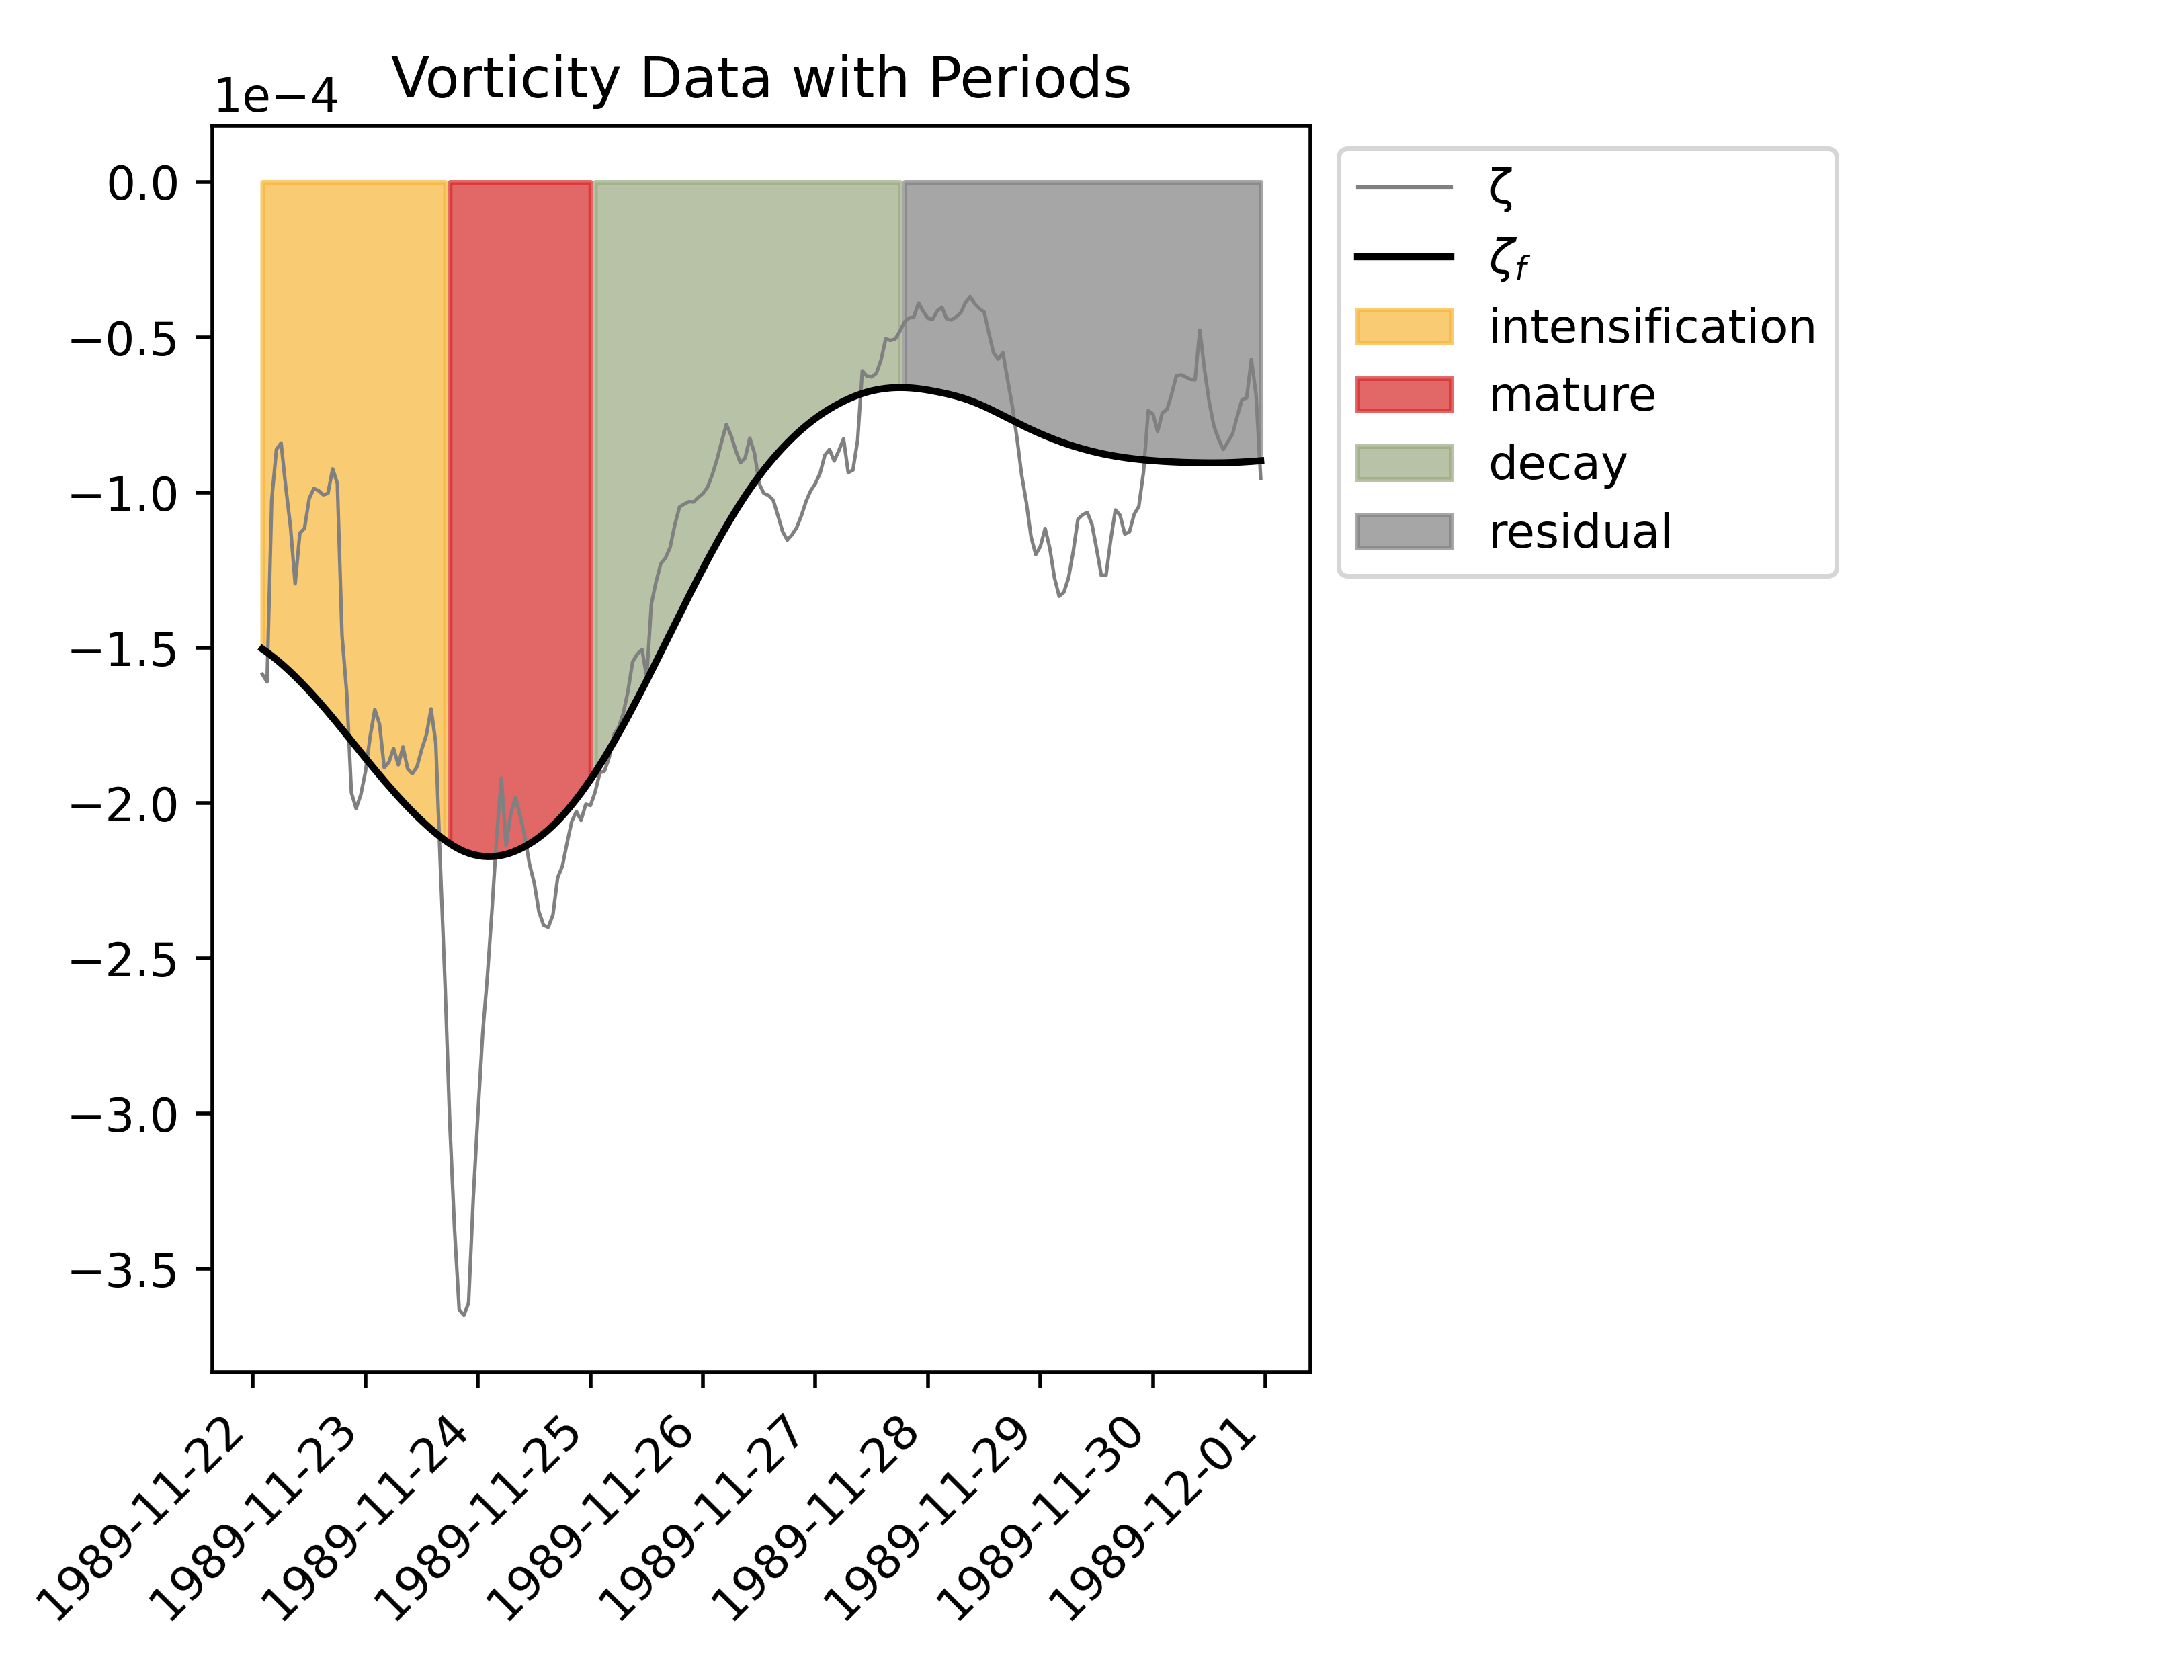 Vorticity Data with Periods
1e−4
0.0
−0.5
−1.0
−1.5
−2.0
−2.5
−3.0
−3.5
1989-11-22
1989-11-23
1989-11-24
1989-11-25
1989-11-26
1989-11-27
1989-11-28
1989-11-29
1989-11-30
1989-12-01
ζ
ζf
intensification
mature
decay
residual